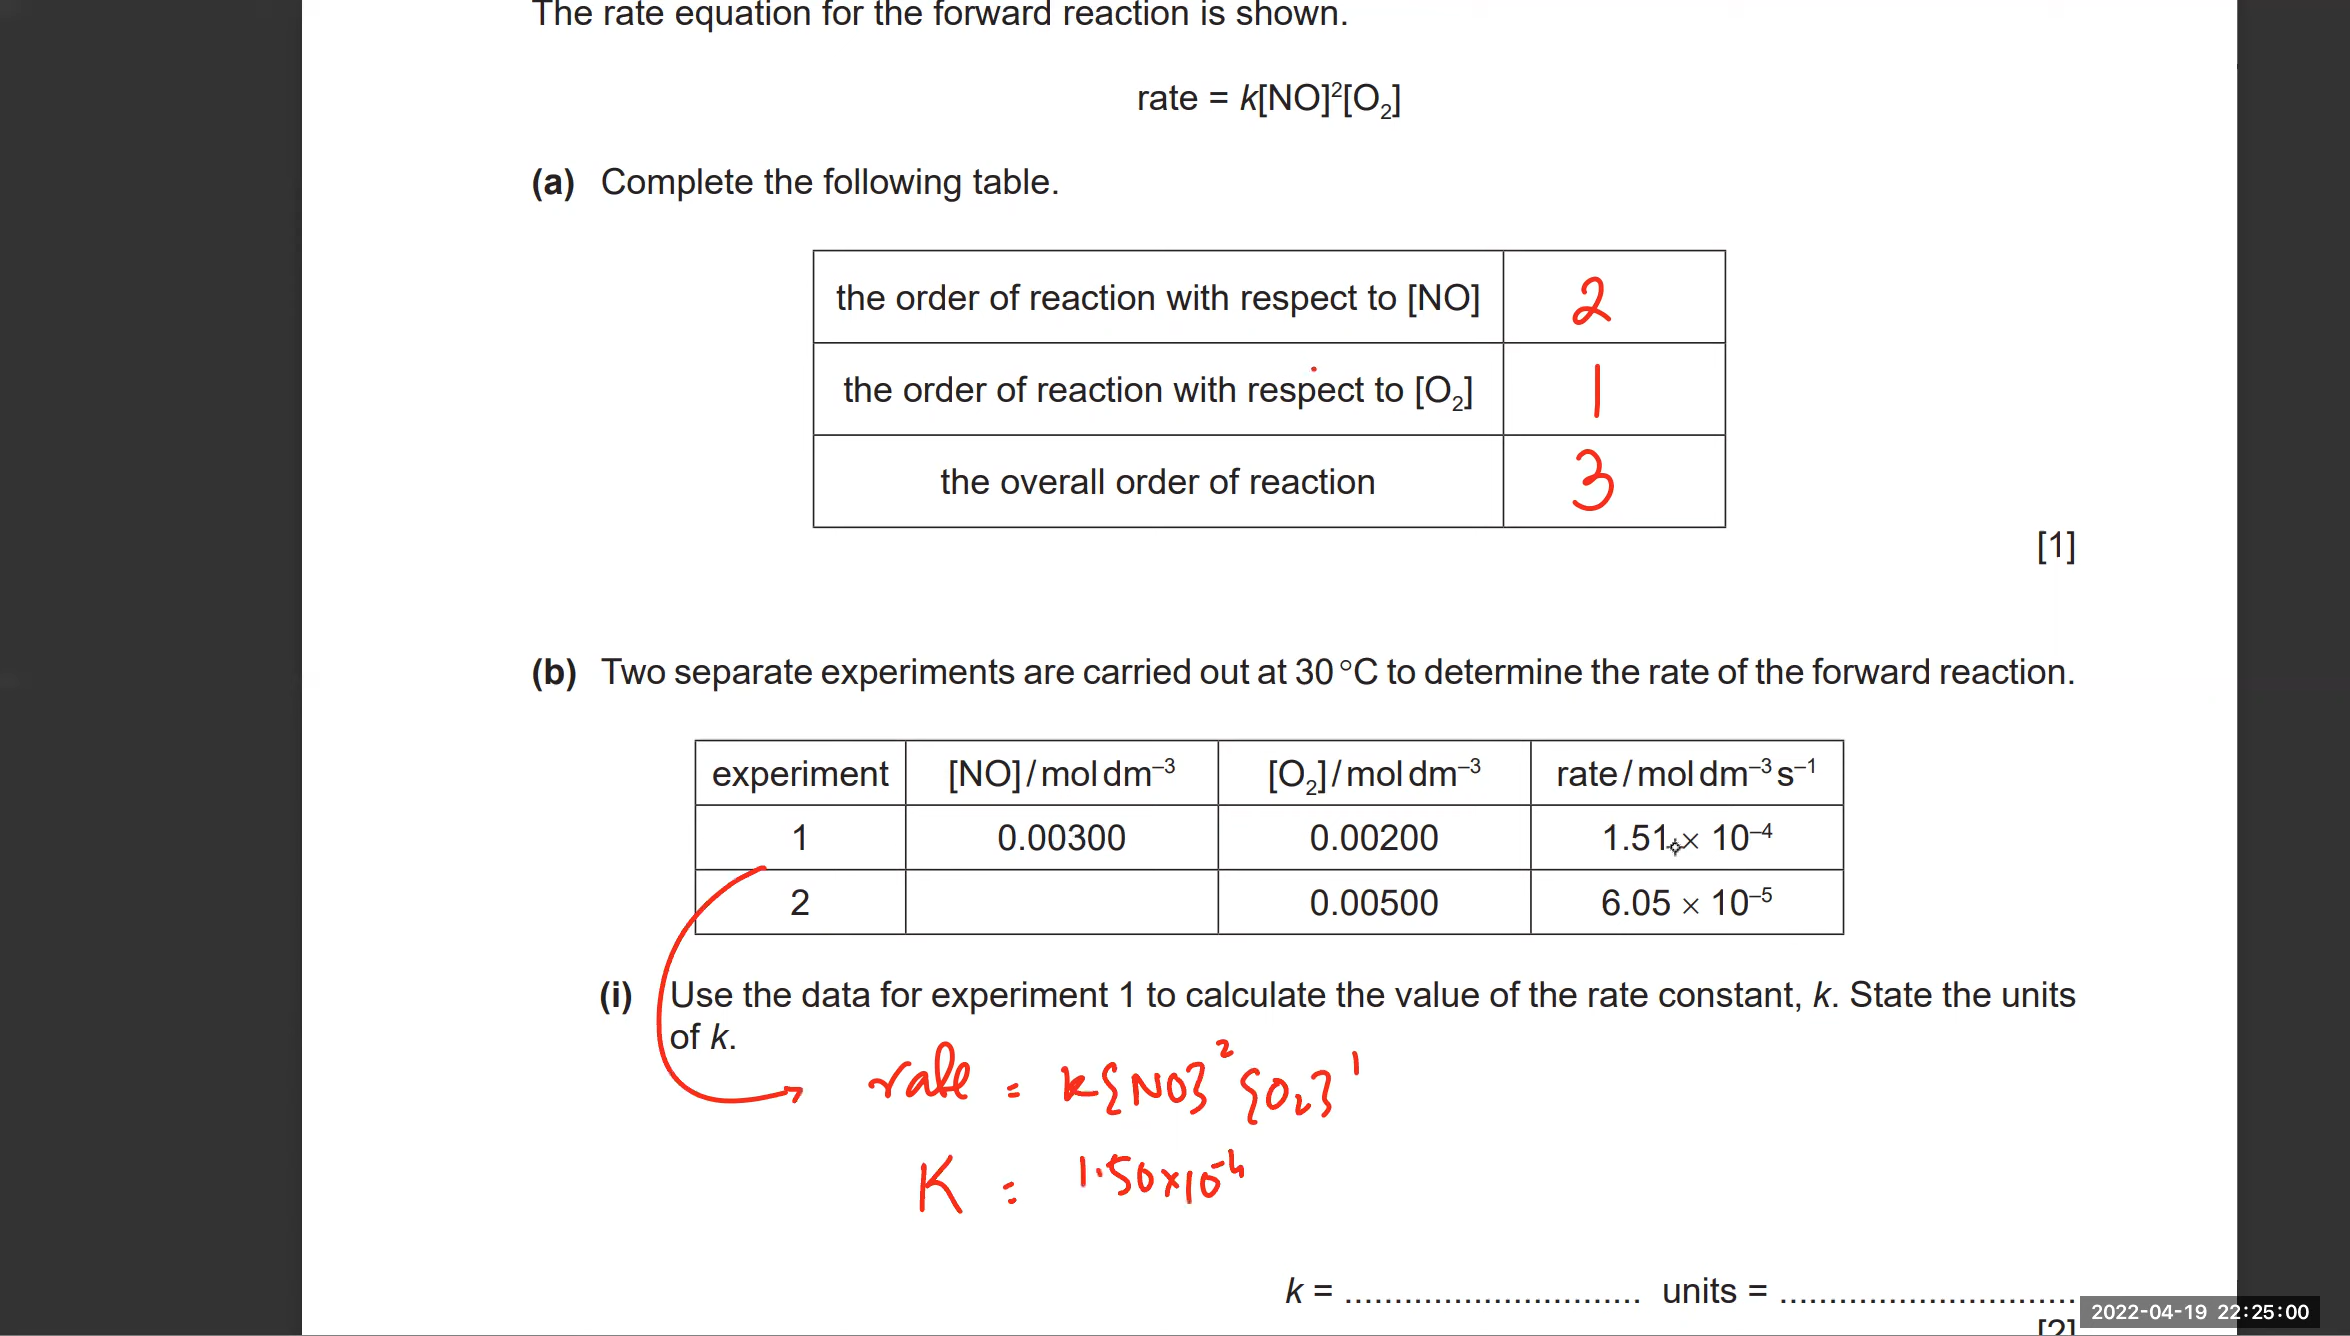 The rate equation for the forward reaction is shown.
rate = k[NO]²[O₂]
(a) Complete the following table.
the order of reaction with respect to [NO] 2
the order of reaction with respect to [O₂] 1
the overall order of reaction 3
[1]
(b) Two separate experiments are carried out at 30 °C to determine the rate of the forward reaction.
experiment [NO]/mol dm⁻³ [O₂]/mol dm⁻³ rate/mol dm⁻³ s⁻¹
1 0.00300 0.00200 1.51 × 10⁻⁴
2 0.00500 6.05 × 10⁻⁵
(i) Use the data for experiment 1 to calculate the value of the rate constant, k. State the units
of k.
rate = k{NO}² {O₂}¹
K = 1.50×10⁻⁴
k = .............................. units = ..............................
[2]
2022-04-19 22:25:00